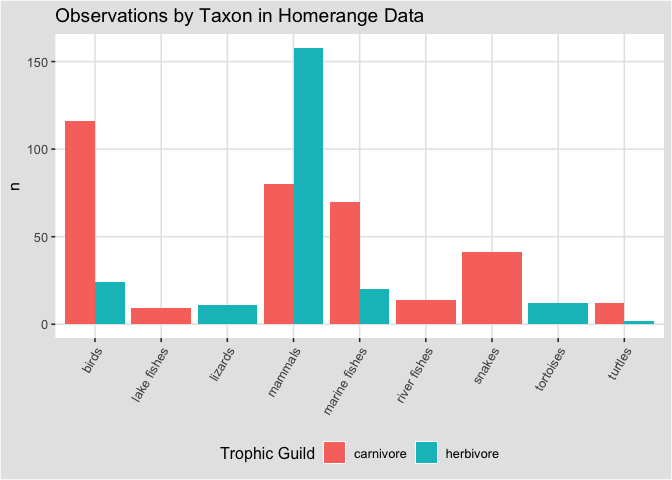 Observations by Taxon in Homerange Data
150
100
50
0
n
birds
lake fishes
lizards
mammals
marine fishes
river fishes
snakes
tortoises
turtles
Trophic Guild carnivore herbivore